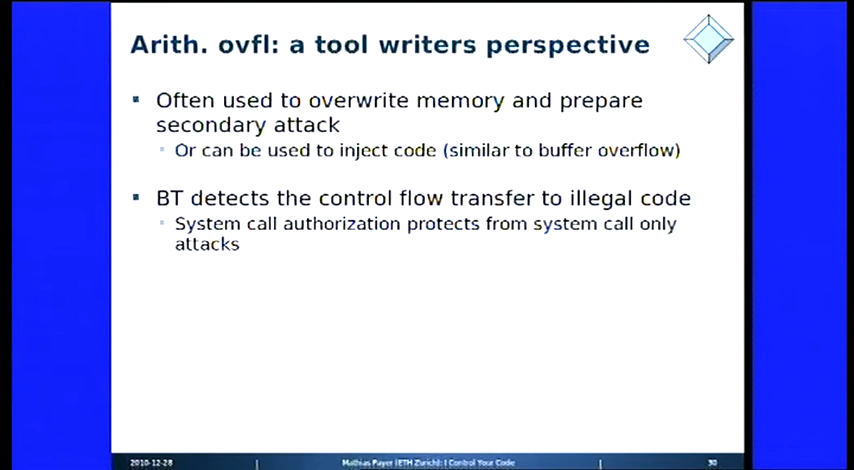 Arith. ovfl: a tool writers perspective
Often used to overwrite memory and prepare
secondary attack
Or can be used to inject code (similar to buffer overflow)
BT detects the control flow transfer to illegal code
System call authorization protects from system call only
attacks
2010-12-28
Mathias Payer (ETH Zurich): I Control Your Code
30